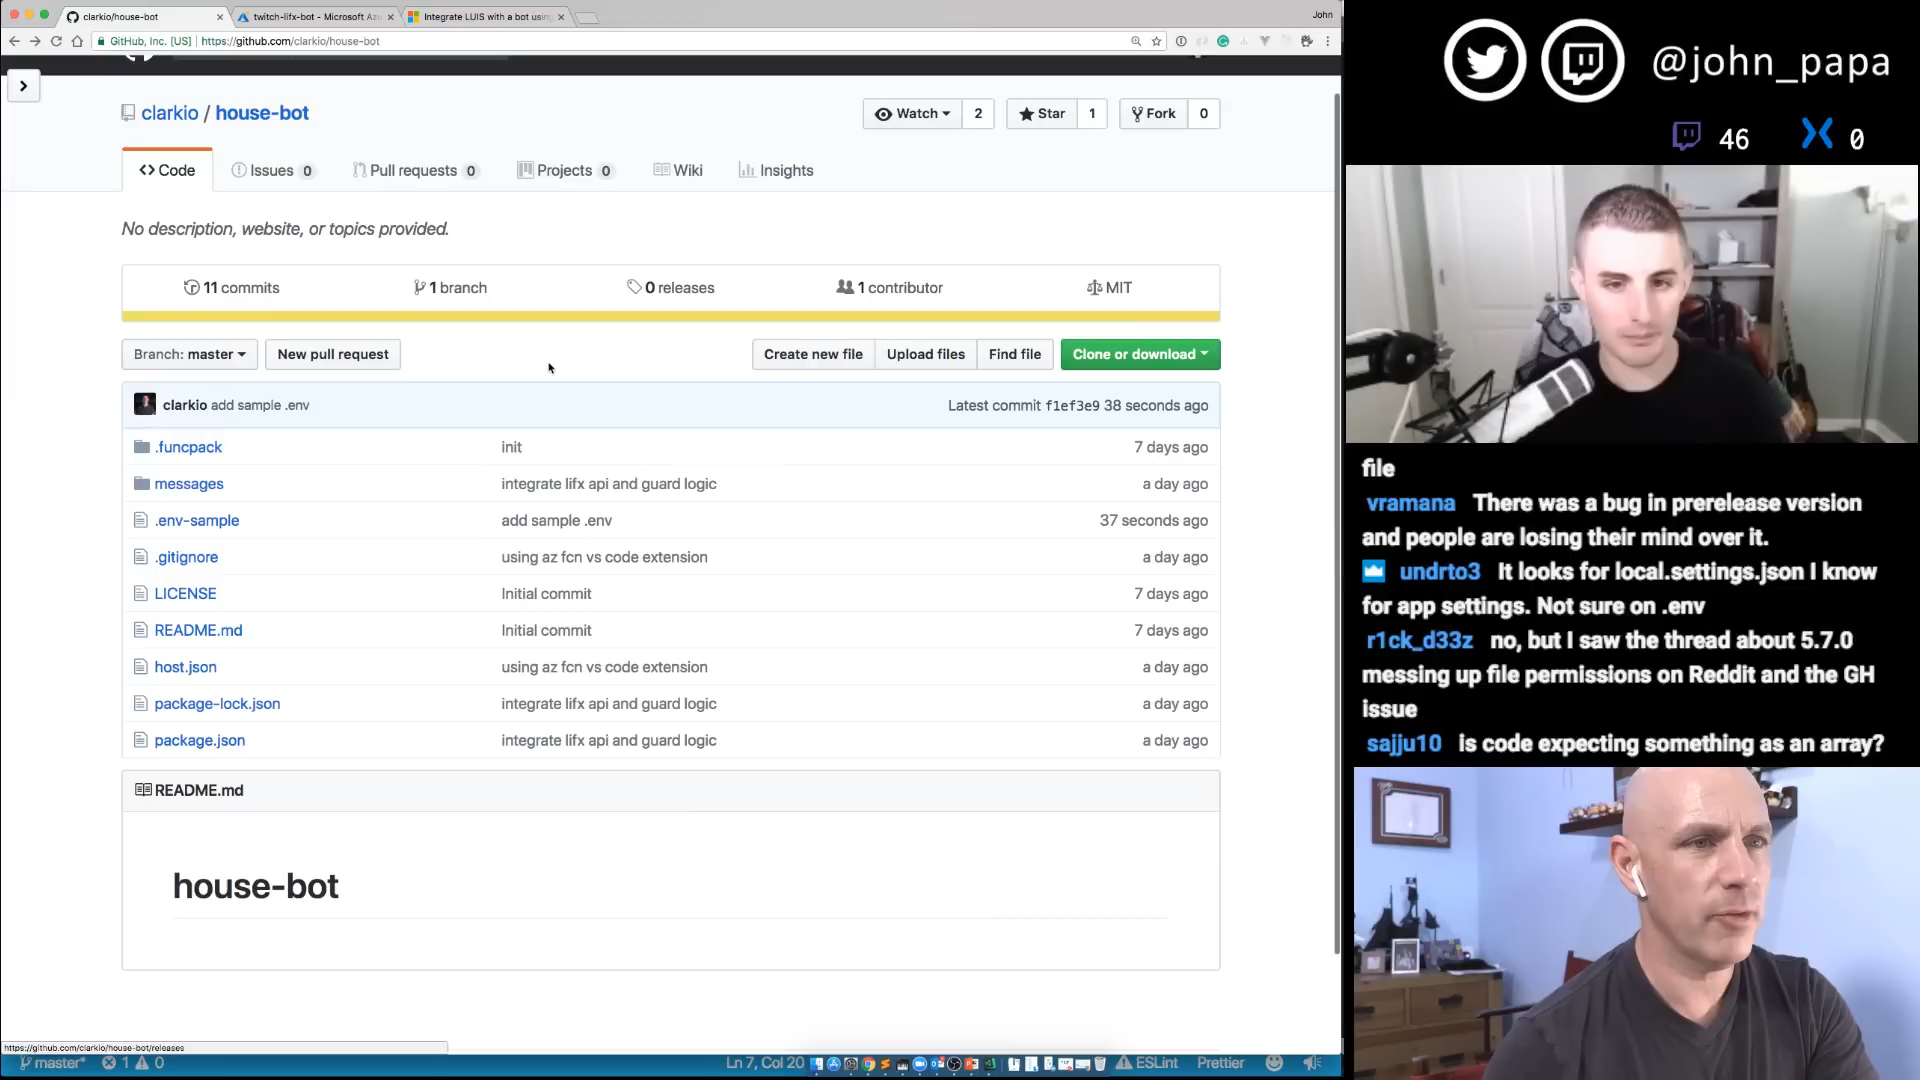 clarkio/house-bot
twitch-lifx-bot - Microsoft Az
Integrate LUIS with a bot usin
John
GitHub, Inc. [US] | https://github.com/clarkio/house-bot
clarkio / house-bot
Watch 2
Star 1
Fork 0
<> Code
Issues 0
Pull requests 0
Projects 0
Wiki
Insights
No description, website, or topics provided.
11 commits
1 branch
0 releases
1 contributor
MIT
Branch: master
New pull request
Create new file
Upload files
Find file
Clone or download
clarkio add sample .env
Latest commit f1ef3e9 38 seconds ago
.funcpack init 7 days ago
messages integrate lifx api and guard logic a day ago
.env-sample add sample .env 37 seconds ago
.gitignore using az fcn vs code extension a day ago
LICENSE Initial commit 7 days ago
README.md Initial commit 7 days ago
host.json using az fcn vs code extension a day ago
package-lock.json integrate lifx api and guard logic a day ago
package.json integrate lifx api and guard logic a day ago
README.md
house-bot
https://github.com/clarkio/house-bot/releases
master* 1 0
Ln 7, Col 20
ESLint
Prettier
@john_papa
46
0
file
vramana There was a bug in prerelease version
and people are losing their mind over it.
undrto3 It looks for local.settings.json I know
for app settings. Not sure on .env
r1ck_d33z no, but I saw the thread about 5.7.0
messing up file permissions on Reddit and the GH
issue
sajju10 is code expecting something as an array?